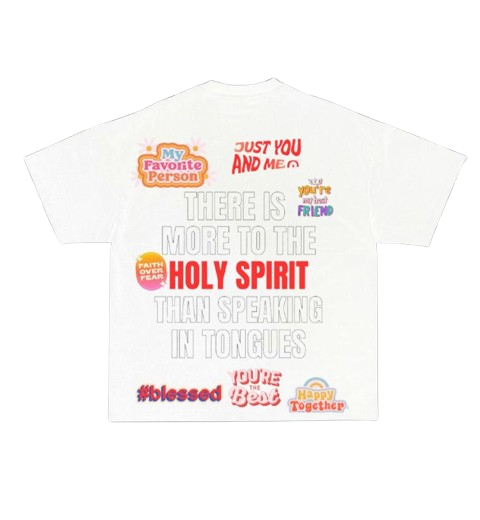 My
Favorite
Person
JUST YOU
AND ME
you're
my best
FRIEND
THERE IS
MORE TO THE
FAITH
OVER
FEAR
HOLY SPIRIT
THAN SPEAKING
IN TONGUES
#blessed
YOU'RE
THE
Best
Happy
Together